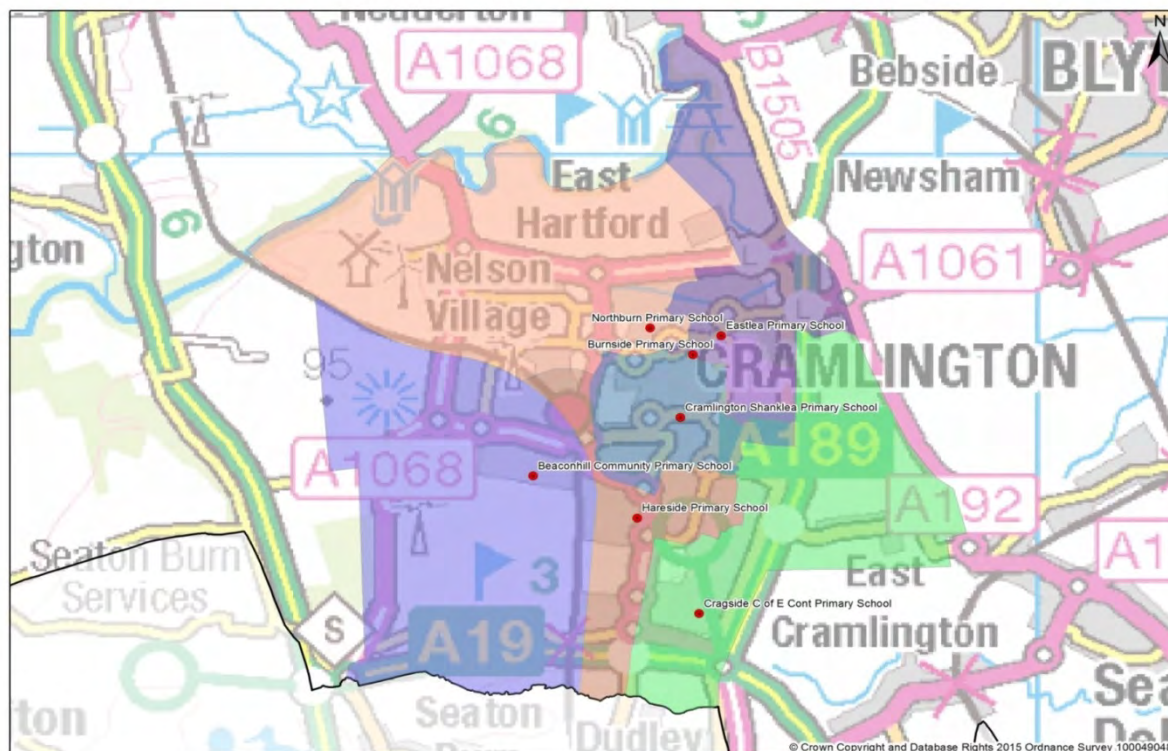 N
A1068
B1505
Bebside
6
East
Hartford
Newsham
6
A1061
Nelson
Village
Northburn Primary School
Eastlea Primary School
Burnside Primary School
CRAMLINGTON
95
Cramlington Shanklea Primary School
A189
A1068
Beaconhill Community Primary School
A192
Hareside Primary School
Seaton Burn
Services
3
East
Cramlington
Cragside C of E Cont Primary School
S
A19
Seaton
Dudley
© Crown Copyright and Database Rights 2015 Ordnance Survey